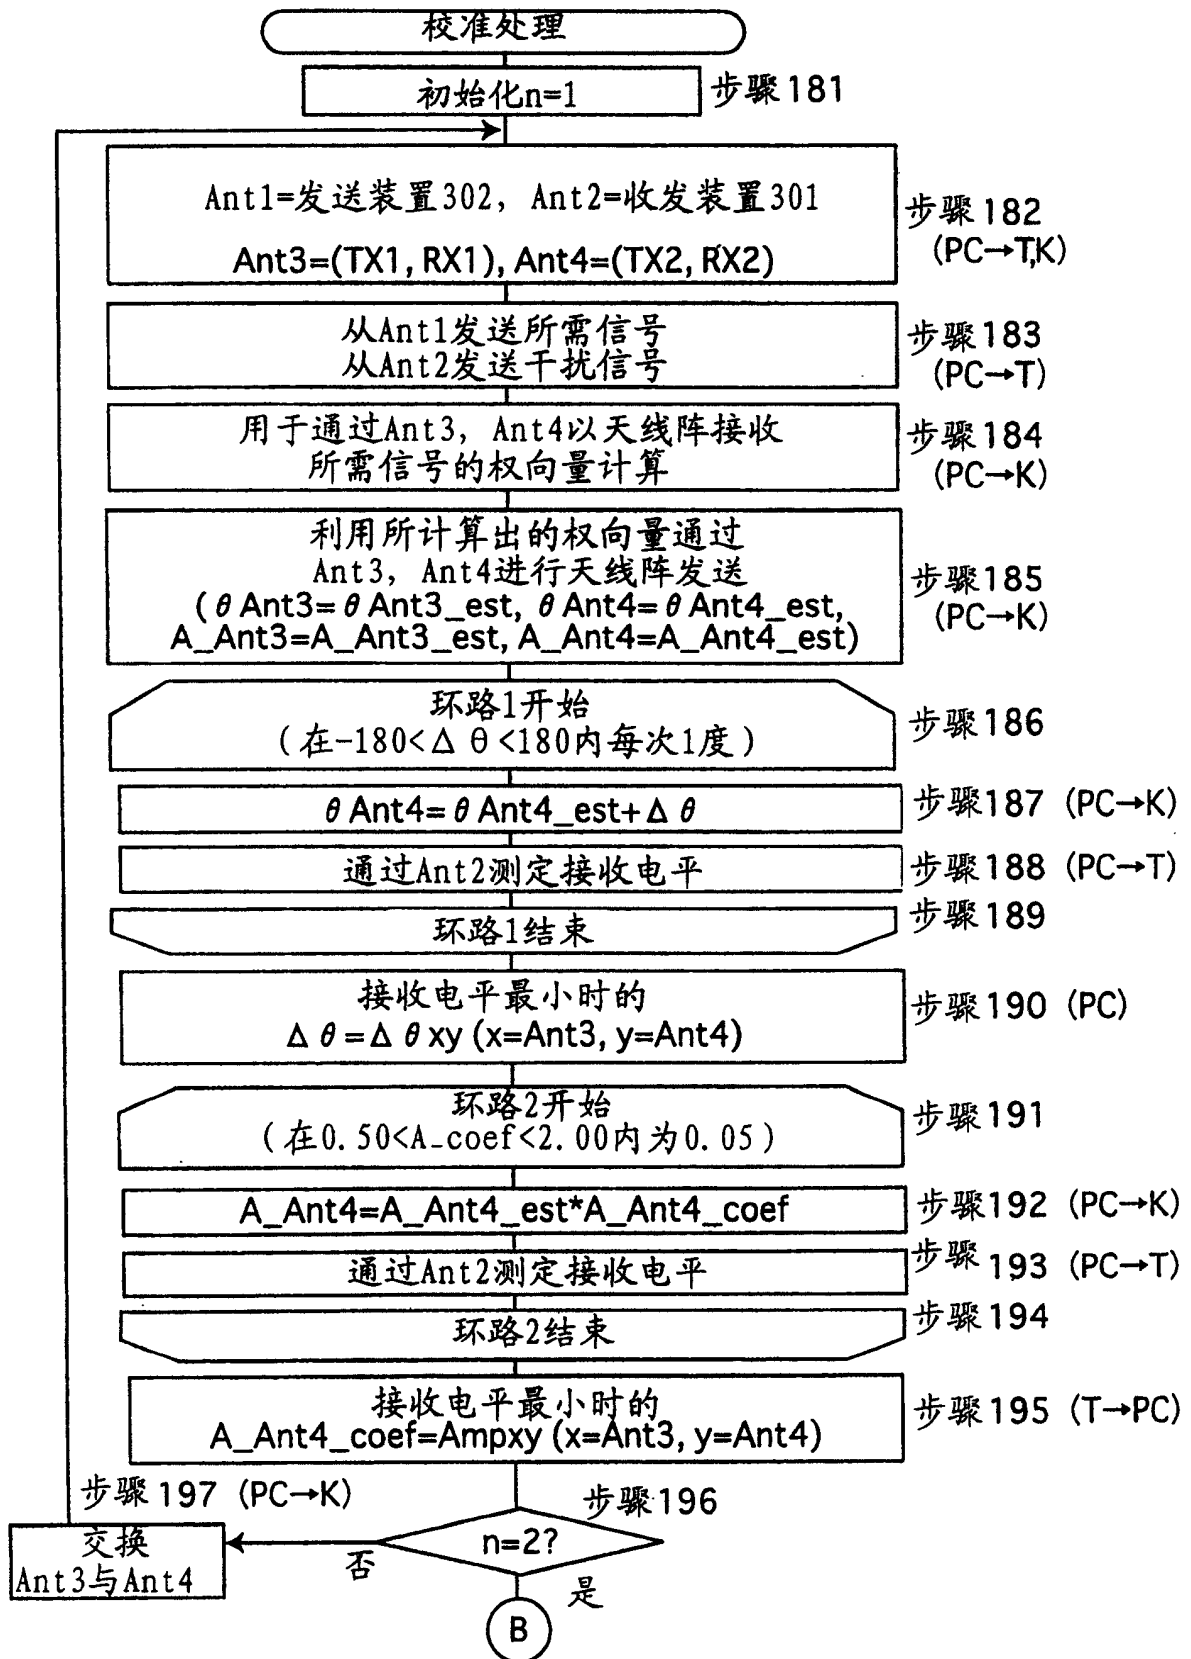 校准处理
初始化n=1
步骤181
Ant1=发送装置302, Ant2=收发装置301
Ant3=(TX1, RX1), Ant4=(TX2, RX2)
步骤182
(PC→T,K)
从Ant1发送所需信号
从Ant2发送干扰信号
步骤183
(PC→T)
用于通过Ant3, Ant4以天线阵接收
所需信号的权向量计算
步骤184
(PC→K)
利用所计算出的权向量通过
Ant3, Ant4进行天线阵发送
(θAnt3=θAnt3_est, θAnt4=θAnt4_est,
A_Ant3=A_Ant3_est, A_Ant4=A_Ant4_est)
步骤185
(PC→K)
环路1开始
(在-180<Δθ<180内每次1度)
步骤186
θAnt4=θAnt4_est+Δθ
步骤187 (PC→K)
通过Ant2测定接收电平
步骤188 (PC→T)
环路1结束
步骤189
接收电平最小时的
Δθ=Δθxy (x=Ant3, y=Ant4)
步骤190 (PC)
环路2开始
(在0.50<A_coef<2.00内为0.05)
步骤191
A_Ant4=A_Ant4_est*A_Ant4_coef
步骤192 (PC→K)
通过Ant2测定接收电平
步骤193 (PC→T)
环路2结束
步骤194
接收电平最小时的
A_Ant4_coef=Ampxy (x=Ant3, y=Ant4)
步骤195 (T→PC)
步骤197 (PC→K)
步骤196
n=2?
交换
Ant3与Ant4
否
是
B